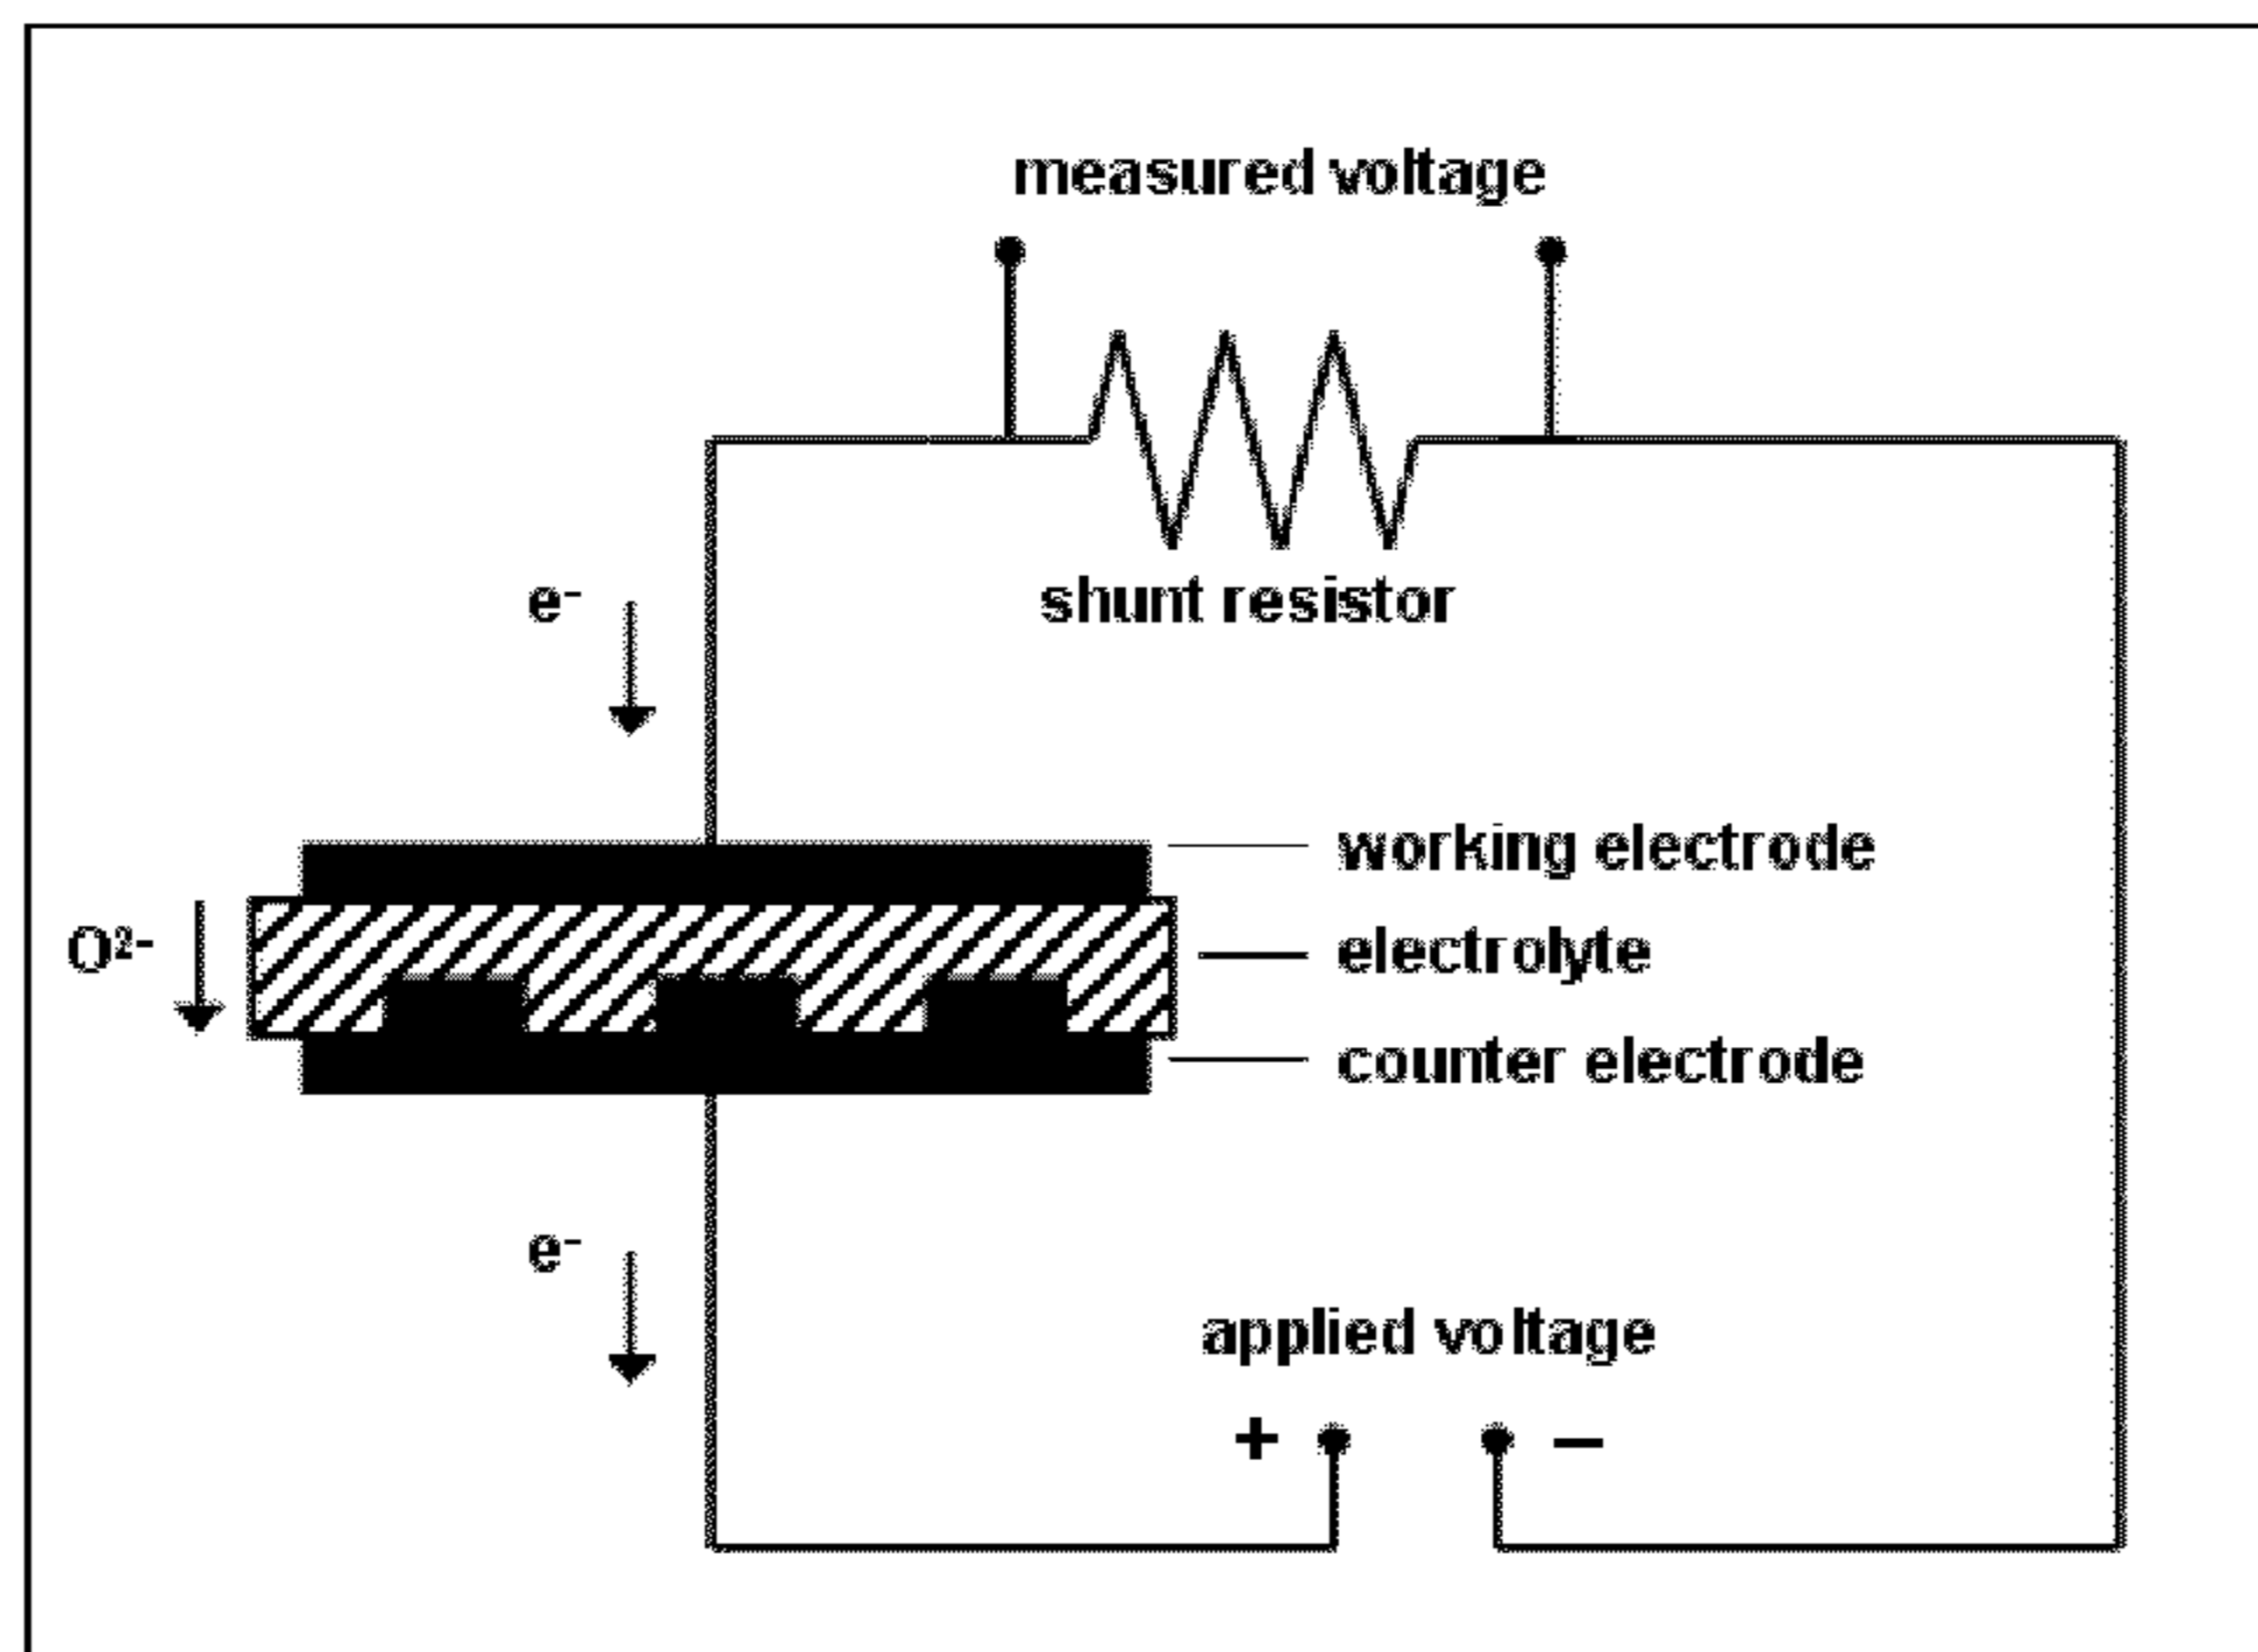 measured voltage
shunt resistor
e⁻
working electrode
O²⁻
electrolyte
counter electrode
e⁻
applied voltage
+ −